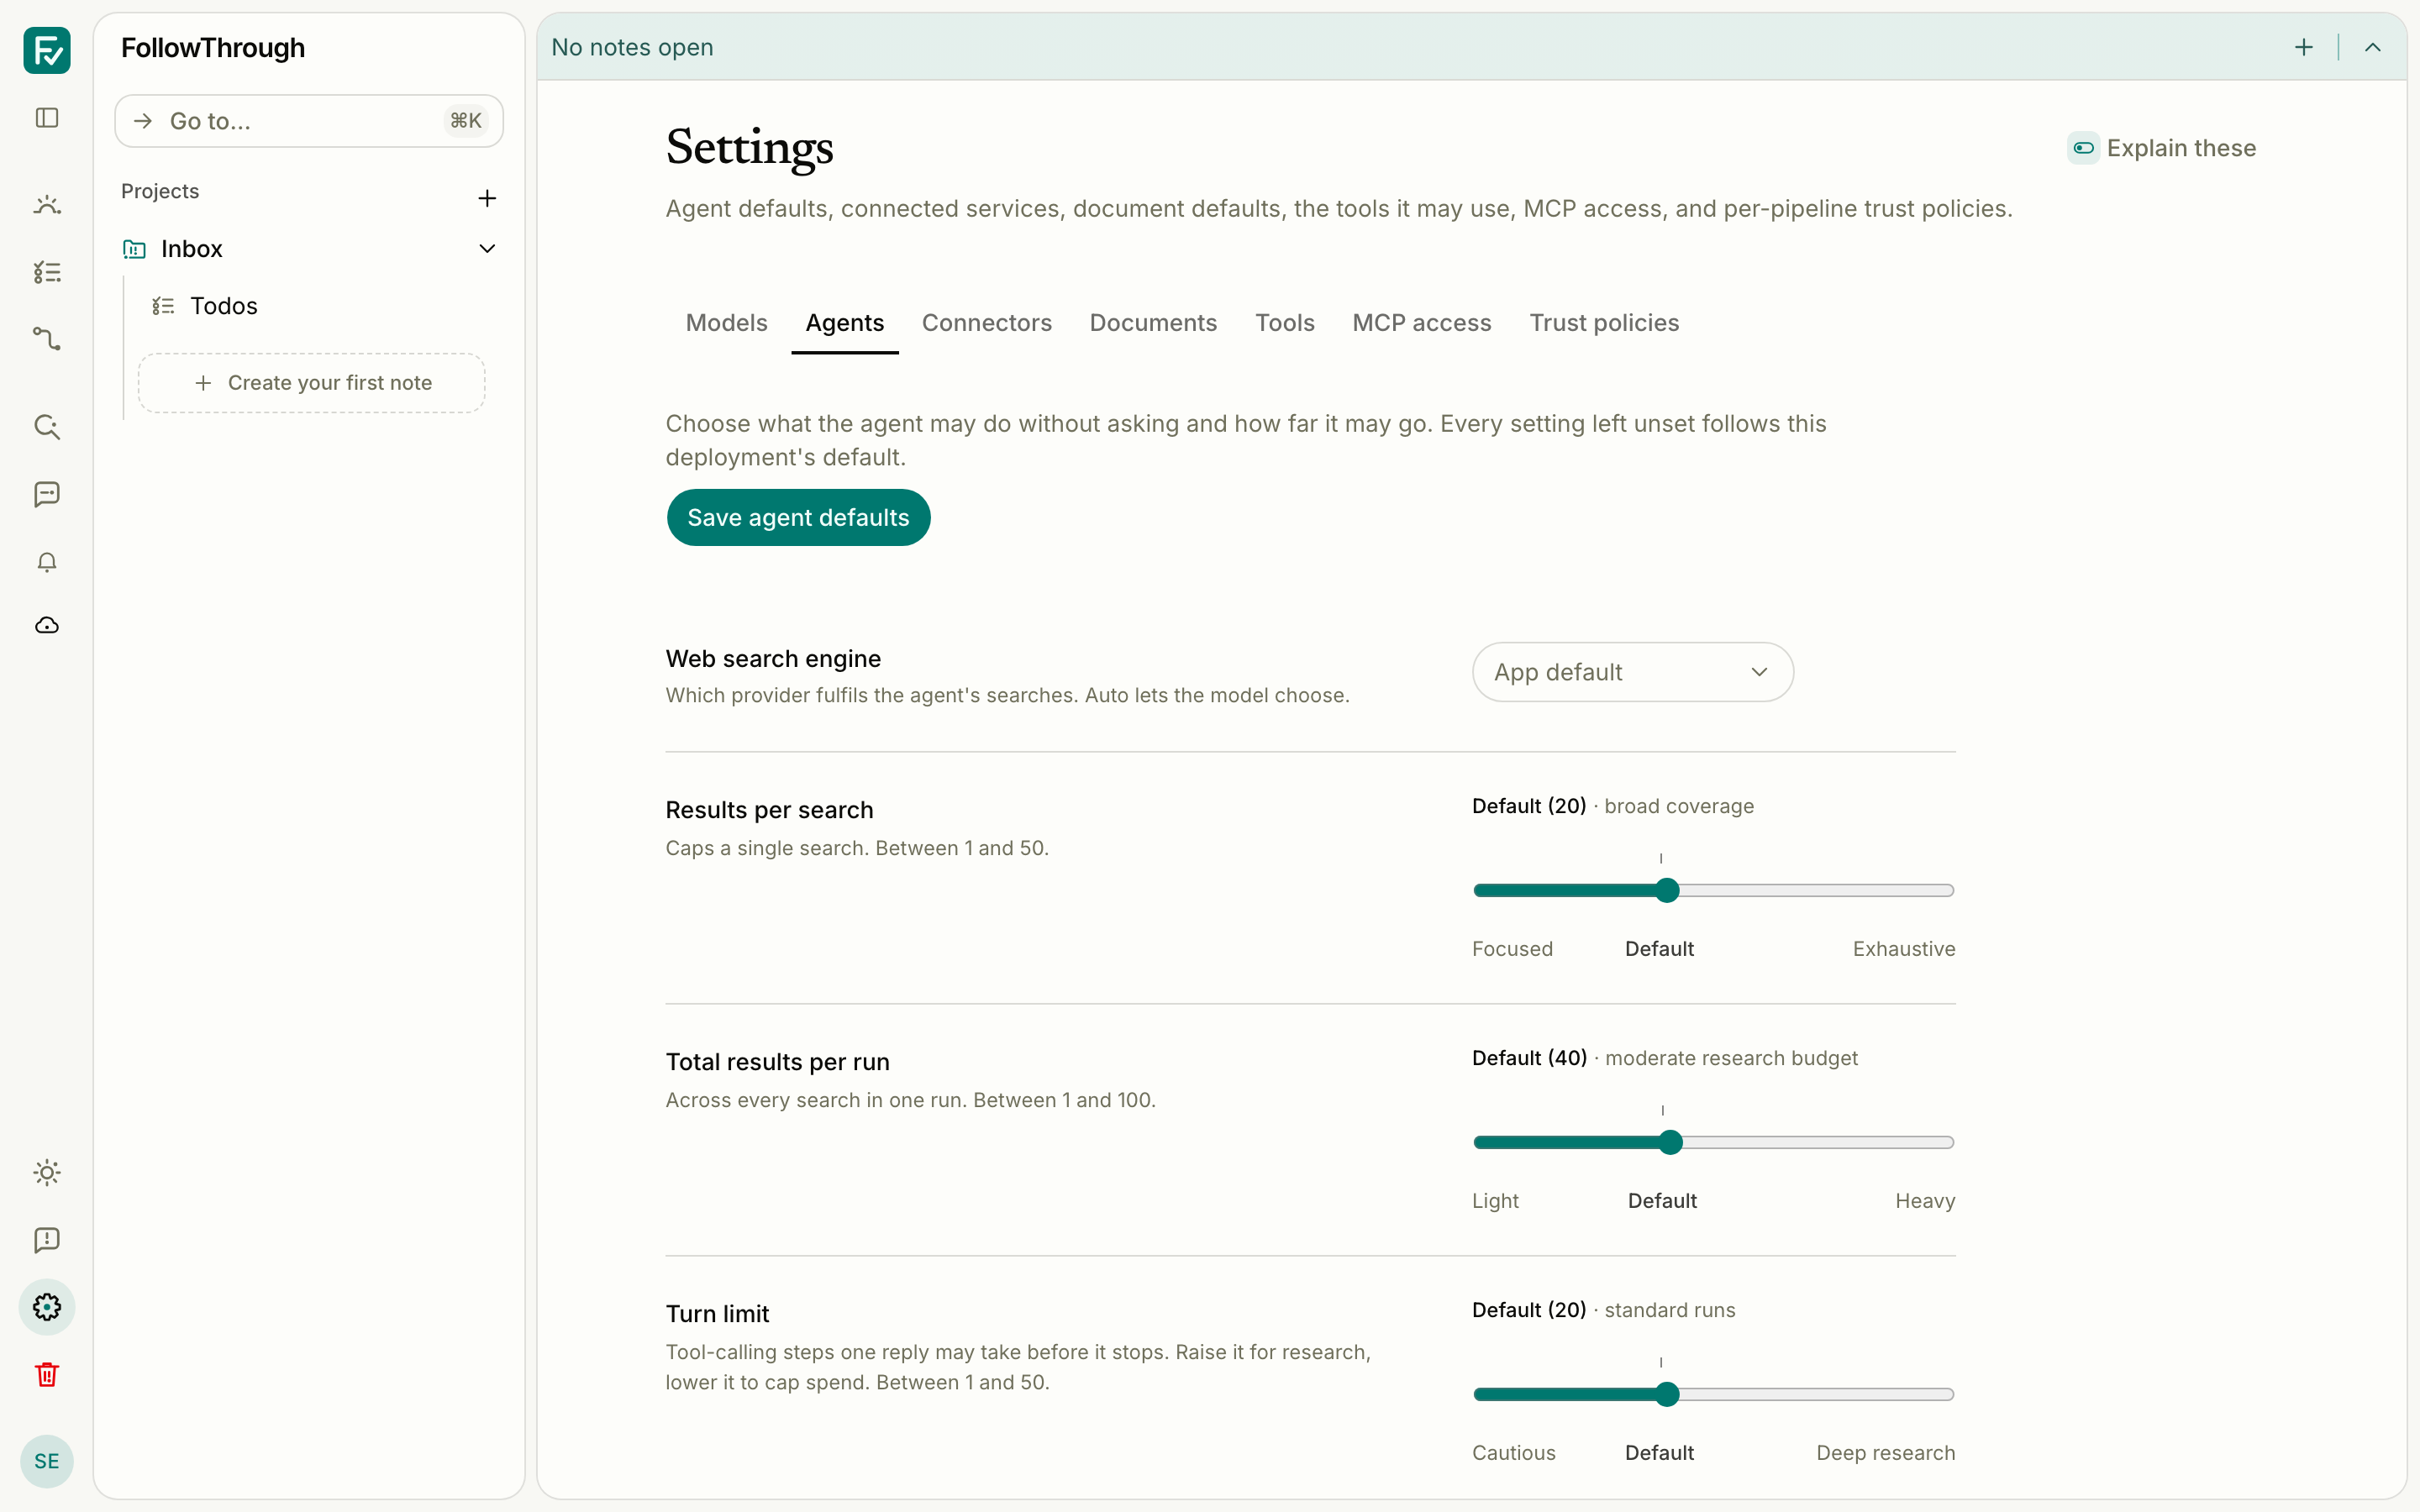 FollowThrough
Go to...
⌘K
Projects
Inbox
Todos
Create your first note
SE
No notes open
Settings
Explain these
Agent defaults, connected services, document defaults, the tools it may use, MCP access, and per-pipeline trust policies.
Models
Agents
Connectors
Documents
Tools
MCP access
Trust policies
Choose what the agent may do without asking and how far it may go. Every setting left unset follows this
deployment's default.
Save agent defaults
Web search engine
Which provider fulfils the agent's searches. Auto lets the model choose.
App default
Results per search
Caps a single search. Between 1 and 50.
Default (20) · broad coverage
Focused
Default
Exhaustive
Total results per run
Across every search in one run. Between 1 and 100.
Default (40) · moderate research budget
Light
Default
Heavy
Turn limit
Tool-calling steps one reply may take before it stops. Raise it for research,
lower it to cap spend. Between 1 and 50.
Default (20) · standard runs
Cautious
Default
Deep research